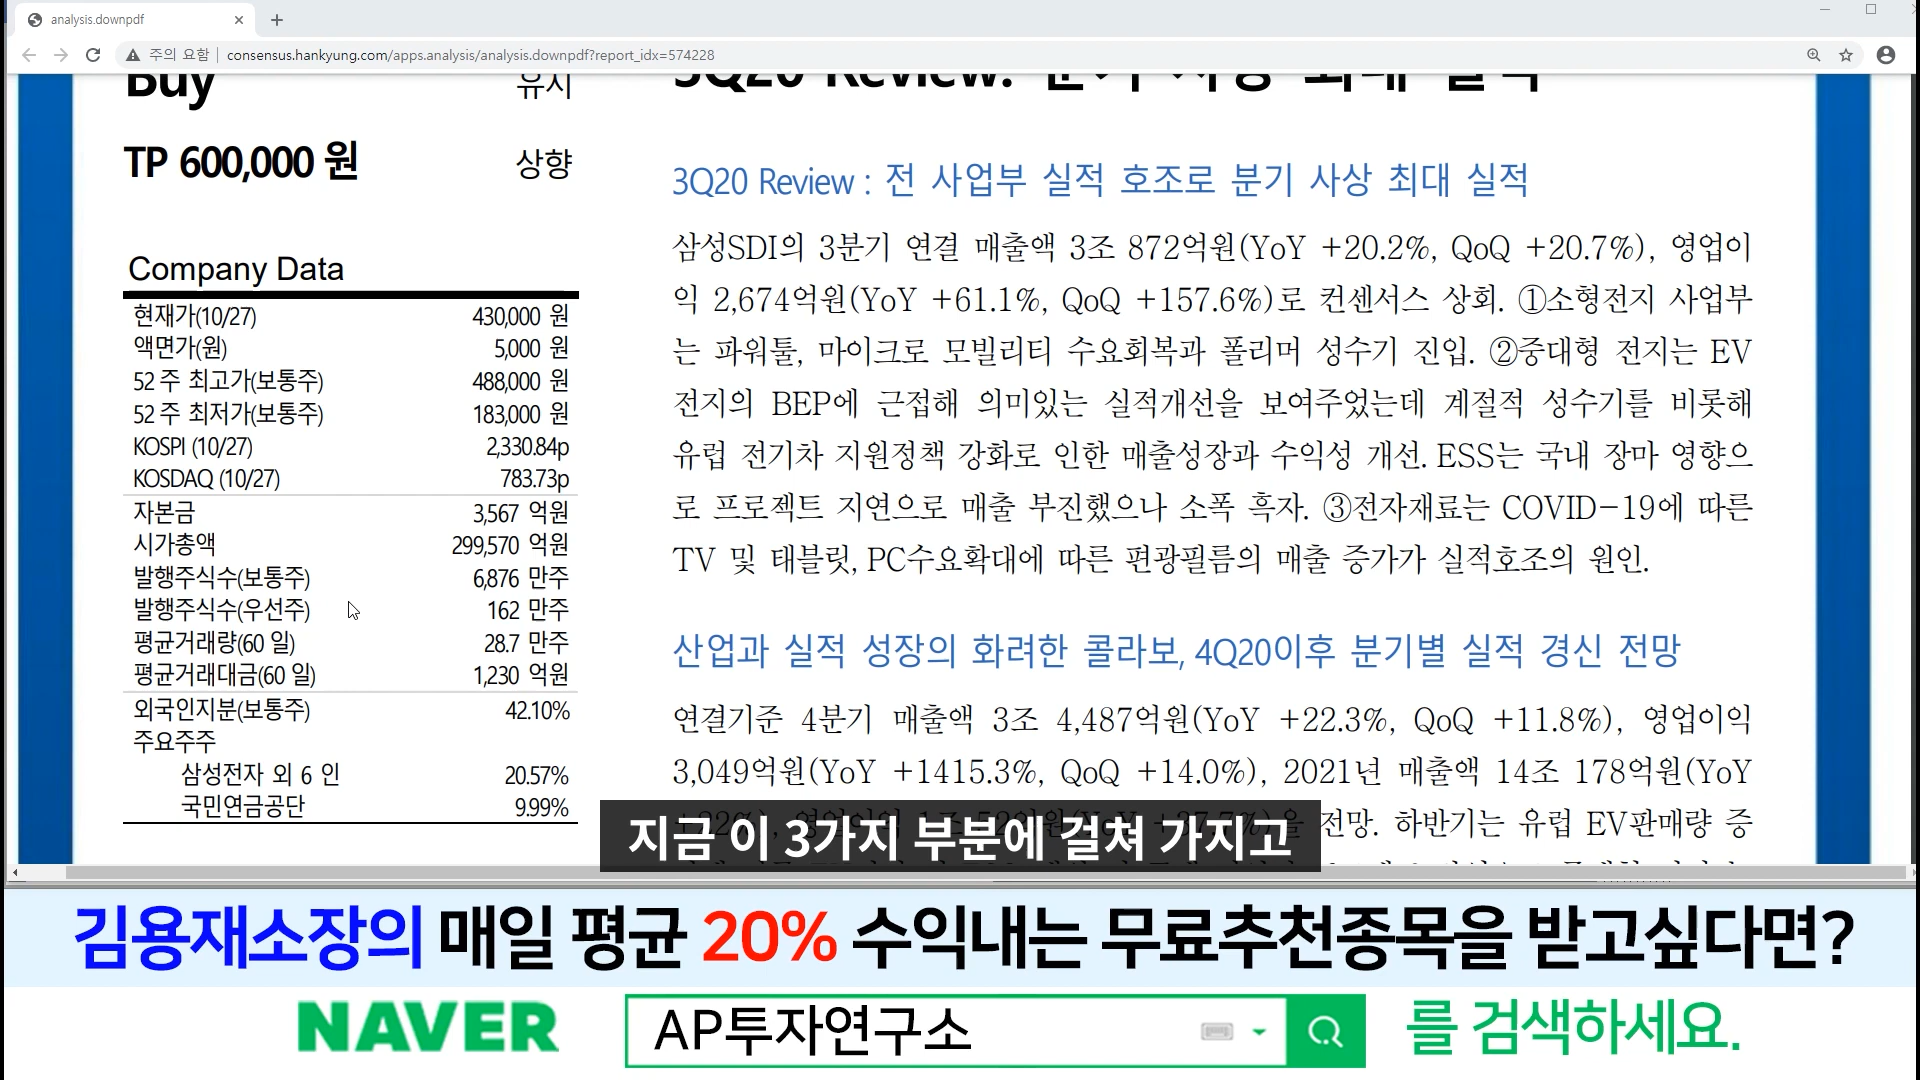 analysis.downpdf
주의 요함
consensus.hankyung.com/apps.analysis/analysis.downpdf?report_idx=574228
Buy 유지
3Q20 Review: 분기 사상 최대 실적
TP 600,000 원 상향
Company Data
현재가(10/27) 430,000 원
액면가(원) 5,000 원
52 주 최고가(보통주) 488,000 원
52 주 최저가(보통주) 183,000 원
KOSPI (10/27) 2,330.84p
KOSDAQ (10/27) 783.73p
자본금 3,567 억원
시가총액 299,570 억원
발행주식수(보통주) 6,876 만주
발행주식수(우선주) 162 만주
평균거래량(60 일) 28.7 만주
평균거래대금(60 일) 1,230 억원
외국인지분(보통주) 42.10%
주요주주
삼성전자 외 6 인 20.57%
국민연금공단 9.99%
3Q20 Review : 전 사업부 실적 호조로 분기 사상 최대 실적
삼성SDI의 3분기 연결 매출액 3조 872억원(YoY +20.2%, QoQ +20.7%), 영업이
익 2,674억원(YoY +61.1%, QoQ +157.6%)로 컨센서스 상회. ①소형전지 사업부
는 파워툴, 마이크로 모빌리티 수요회복과 폴리머 성수기 진입. ②중대형 전지는 EV
전지의 BEP에 근접해 의미있는 실적개선을 보여주었는데 계절적 성수기를 비롯해
유럽 전기차 지원정책 강화로 인한 매출성장과 수익성 개선. ESS는 국내 장마 영향으
로 프로젝트 지연으로 매출 부진했으나 소폭 흑자. ③전자재료는 COVID-19에 따른
TV 및 태블릿, PC수요확대에 따른 편광필름의 매출 증가가 실적호조의 원인.
산업과 실적 성장의 화려한 콜라보, 4Q20이후 분기별 실적 경신 전망
연결기준 4분기 매출액 3조 4,487억원(YoY +22.3%, QoQ +11.8%), 영업이익
3,049억원(YoY +1415.3%, QoQ +14.0%), 2021년 매출액 14조 178억원(YoY
전망. 하반기는 유럽 EV판매량 증
지금 이 3가지 부분에 걸쳐 가지고
김용재소장의 매일 평균 20% 수익내는 무료추천종목을 받고싶다면?
NAVER AP투자연구소 를 검색하세요.